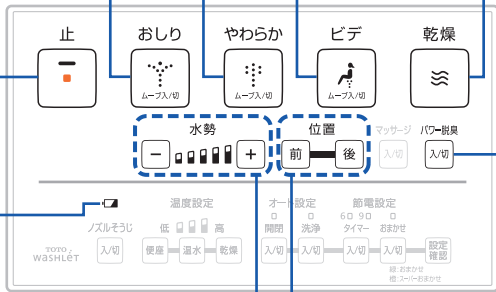 止 おしり やわらか ビデ 乾燥
ムーブ入/切 ムーブ入/切 ムーブ入/切
水勢 位置 マッサージ パワー脱臭
− + 前 後 入/切 入/切
温度設定 オート設定 節電設定
ノズルそうじ 低 高 開閉 洗浄 6 9 タイマー おまかせ
TOTO
WASHLET
入/切 便座 温水 乾燥 入/切 入/切 入/切 入/切 設定確認
緑:おまかせ
橙:スーパーおまかせ